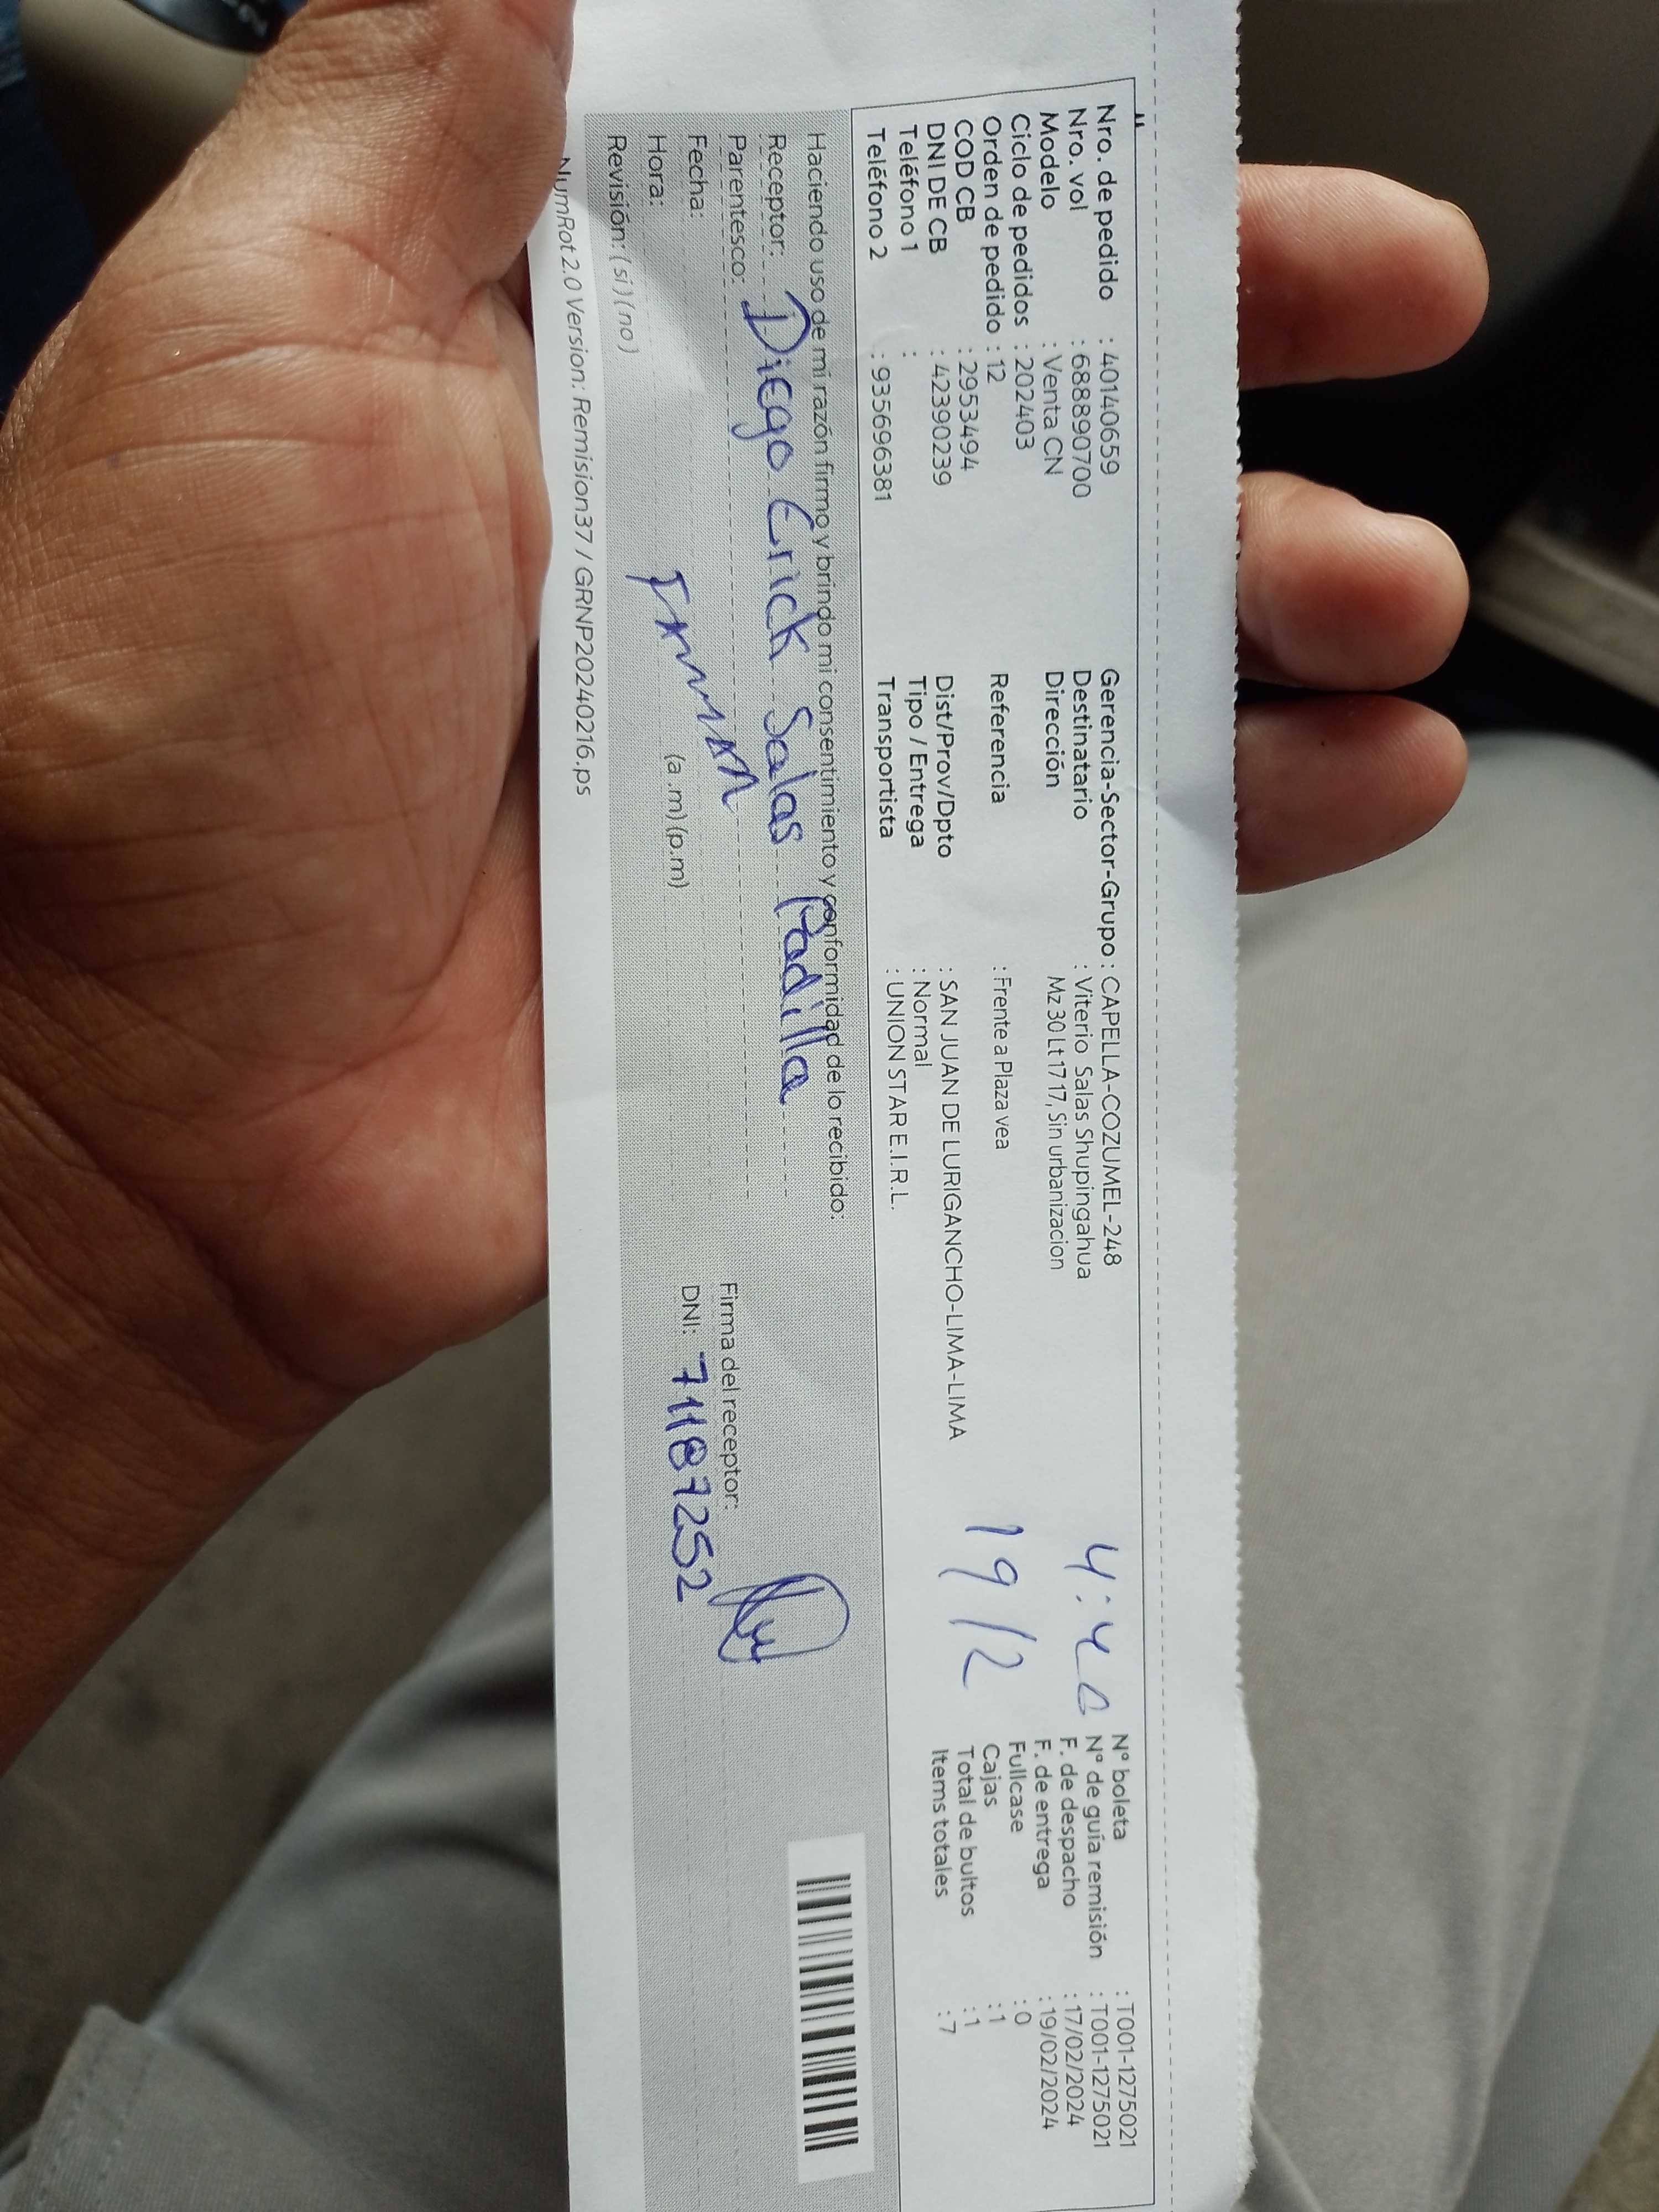 Nro. de pedido : 40140659
Nro. vol : 6888890700
Modelo : Venta CN
Ciclo de pedidos : 202403
Orden de pedido : 12
COD CB : 2953494
DNI DE CB : 42390239
Teléfono 1 :
Teléfono 2 : 935696381
Gerencia-Sector-Grupo : CAPELLA-COZUMEL-248
Destinatario : Viterio Salas Shupingahua
Dirección Mz 30 Lt 1717, Sin urbanizacion
Referencia : Frente a Plaza vea
Dist/Prov/Dpto : SAN JUAN DE LURIGANCHO-LIMA-LIMA
Tipo / Entrega : Normal
Transportista : UNION STAR E.I.R.L.
4:40
19/2
N° boleta : T001-1275021
N° de guía remisión : T001-1275021
F. de despacho : 17/02/2024
F. de entrega : 19/02/2024
Fullcase : 0
Cajas : 1
Total de bultos : 1
Items totales : 7
Haciendo uso de mi razón firmo y brindo mi consentimiento y conformidad de lo recibido:
Receptor: Diego Erick Salas Padilla
Parentesco:
Fecha:
Hora: (a.m) (p.m)
Revisión: (si) (no)
Firma del receptor:
DNI: 71187252
NumRot 2.0 Version: Remision37 / GRNP20240216.ps